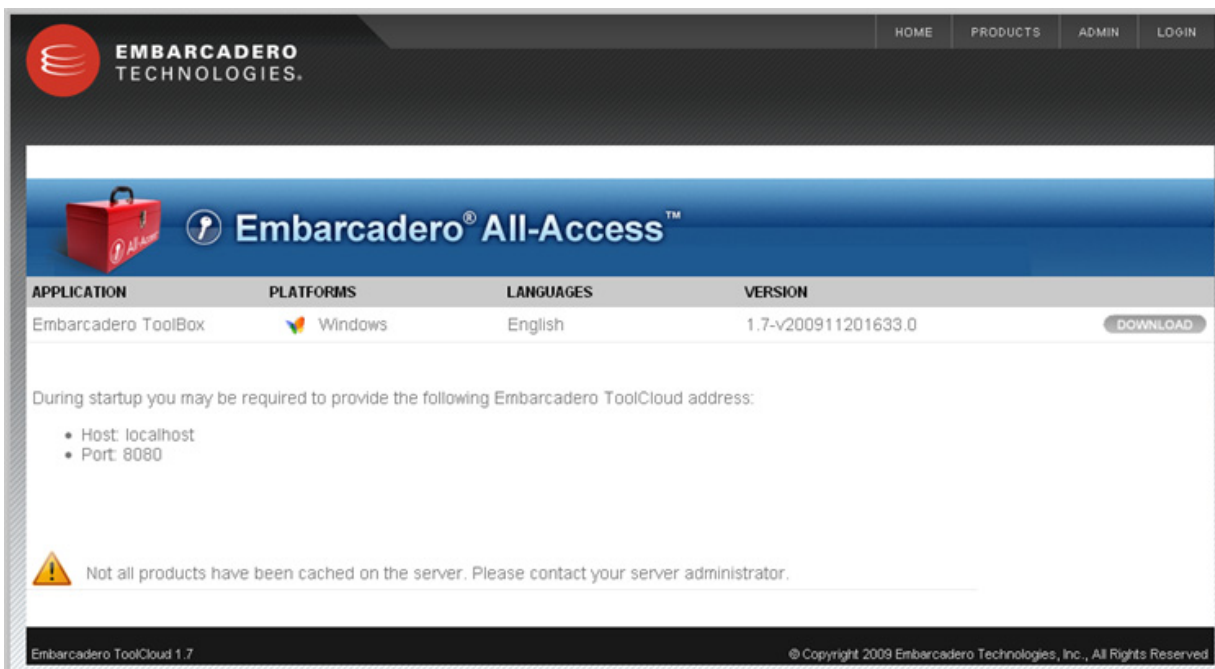 EMBARCADERO
TECHNOLOGIES.
HOME PRODUCTS ADMIN LOGIN
All-Access
Embarcadero® All-Access™
APPLICATION PLATFORMS LANGUAGES VERSION
Embarcadero ToolBox Windows English 1.7-v200911201633.0 DOWNLOAD
During startup you may be required to provide the following Embarcadero ToolCloud address:
• Host: localhost
• Port: 8080
Not all products have been cached on the server. Please contact your server administrator.
Embarcadero ToolCloud 1.7 © Copyright 2009 Embarcadero Technologies, Inc., All Rights Reserved